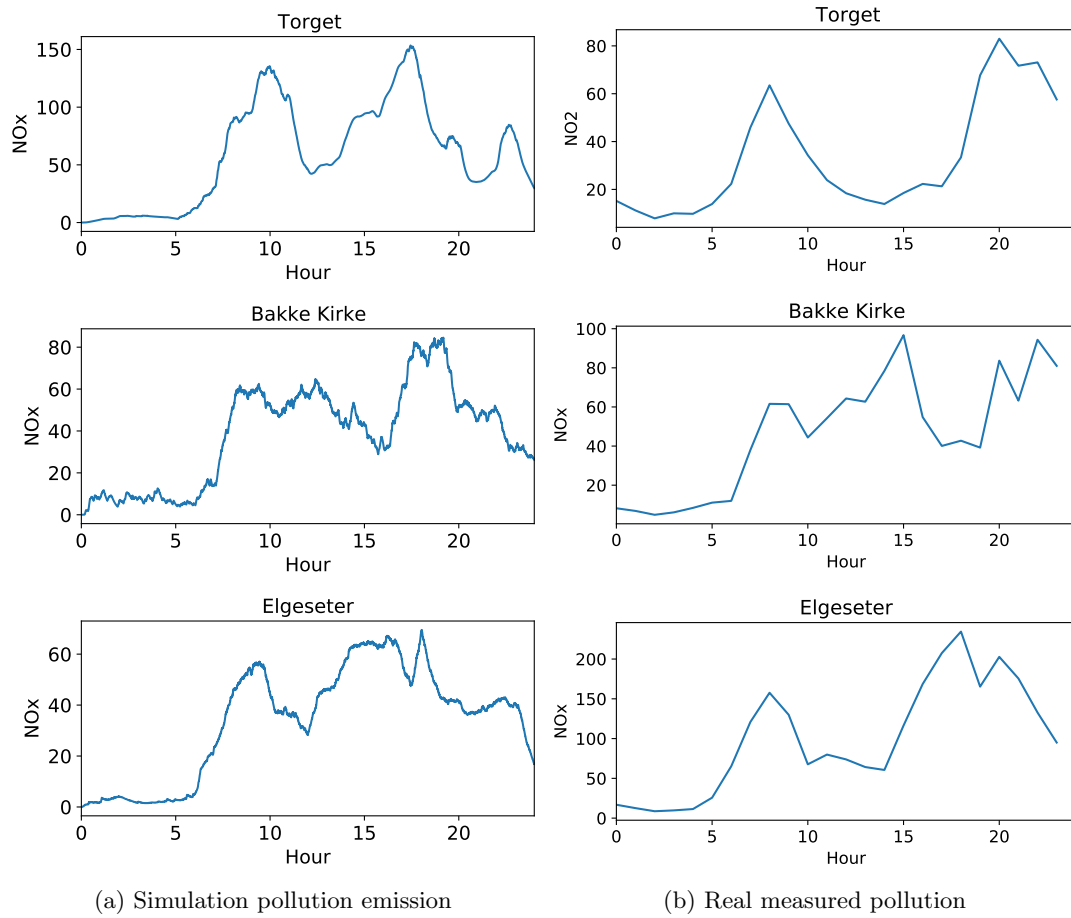 Torget
NOx
0
50
100
150
0 5 10 15 20
Hour
Torget
NO2
20
40
60
80
0 5 10 15 20
Hour
Bakke Kirke
NOx
0
20
40
60
80
0 5 10 15 20
Hour
Bakke Kirke
NOx
20
40
60
80
100
0 5 10 15 20
Hour
Elgeseter
NOx
0
20
40
60
0 5 10 15 20
Hour
Elgeseter
NOx
0
50
100
150
200
0 5 10 15 20
Hour
(a) Simulation pollution emission
(b) Real measured pollution